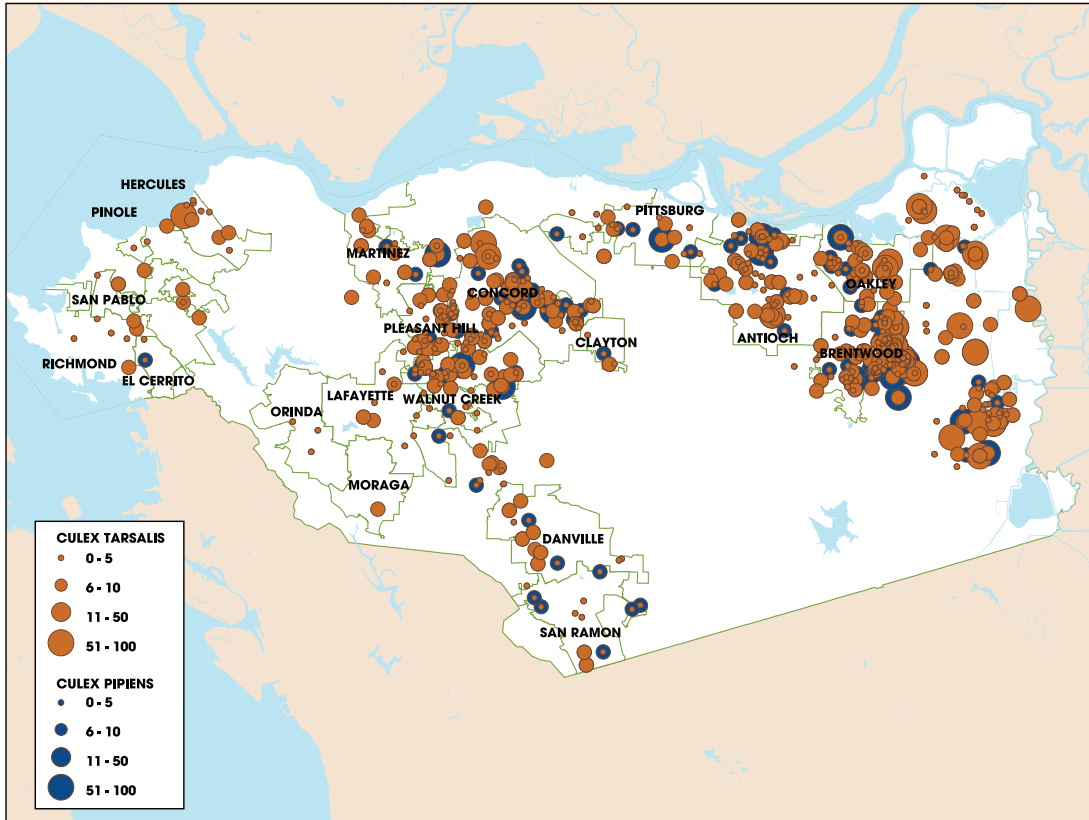 HERCULES
PINOLE
PITTSBURG
MARTINEZ
OAKLEY
SAN PABLO
CONCORD
PLEASANT HILL
ANTIOCH
CLAYTON
BRENTWOOD
RICHMOND
EL CERRITO
LAFAYETTE
WALNUT CREEK
ORINDA
MORAGA
DANVILLE
SAN RAMON
CULEX TARSALIS
0 - 5
6 - 10
11 - 50
51 - 100
CULEX PIPIENS
0 - 5
6 - 10
11 - 50
51 - 100